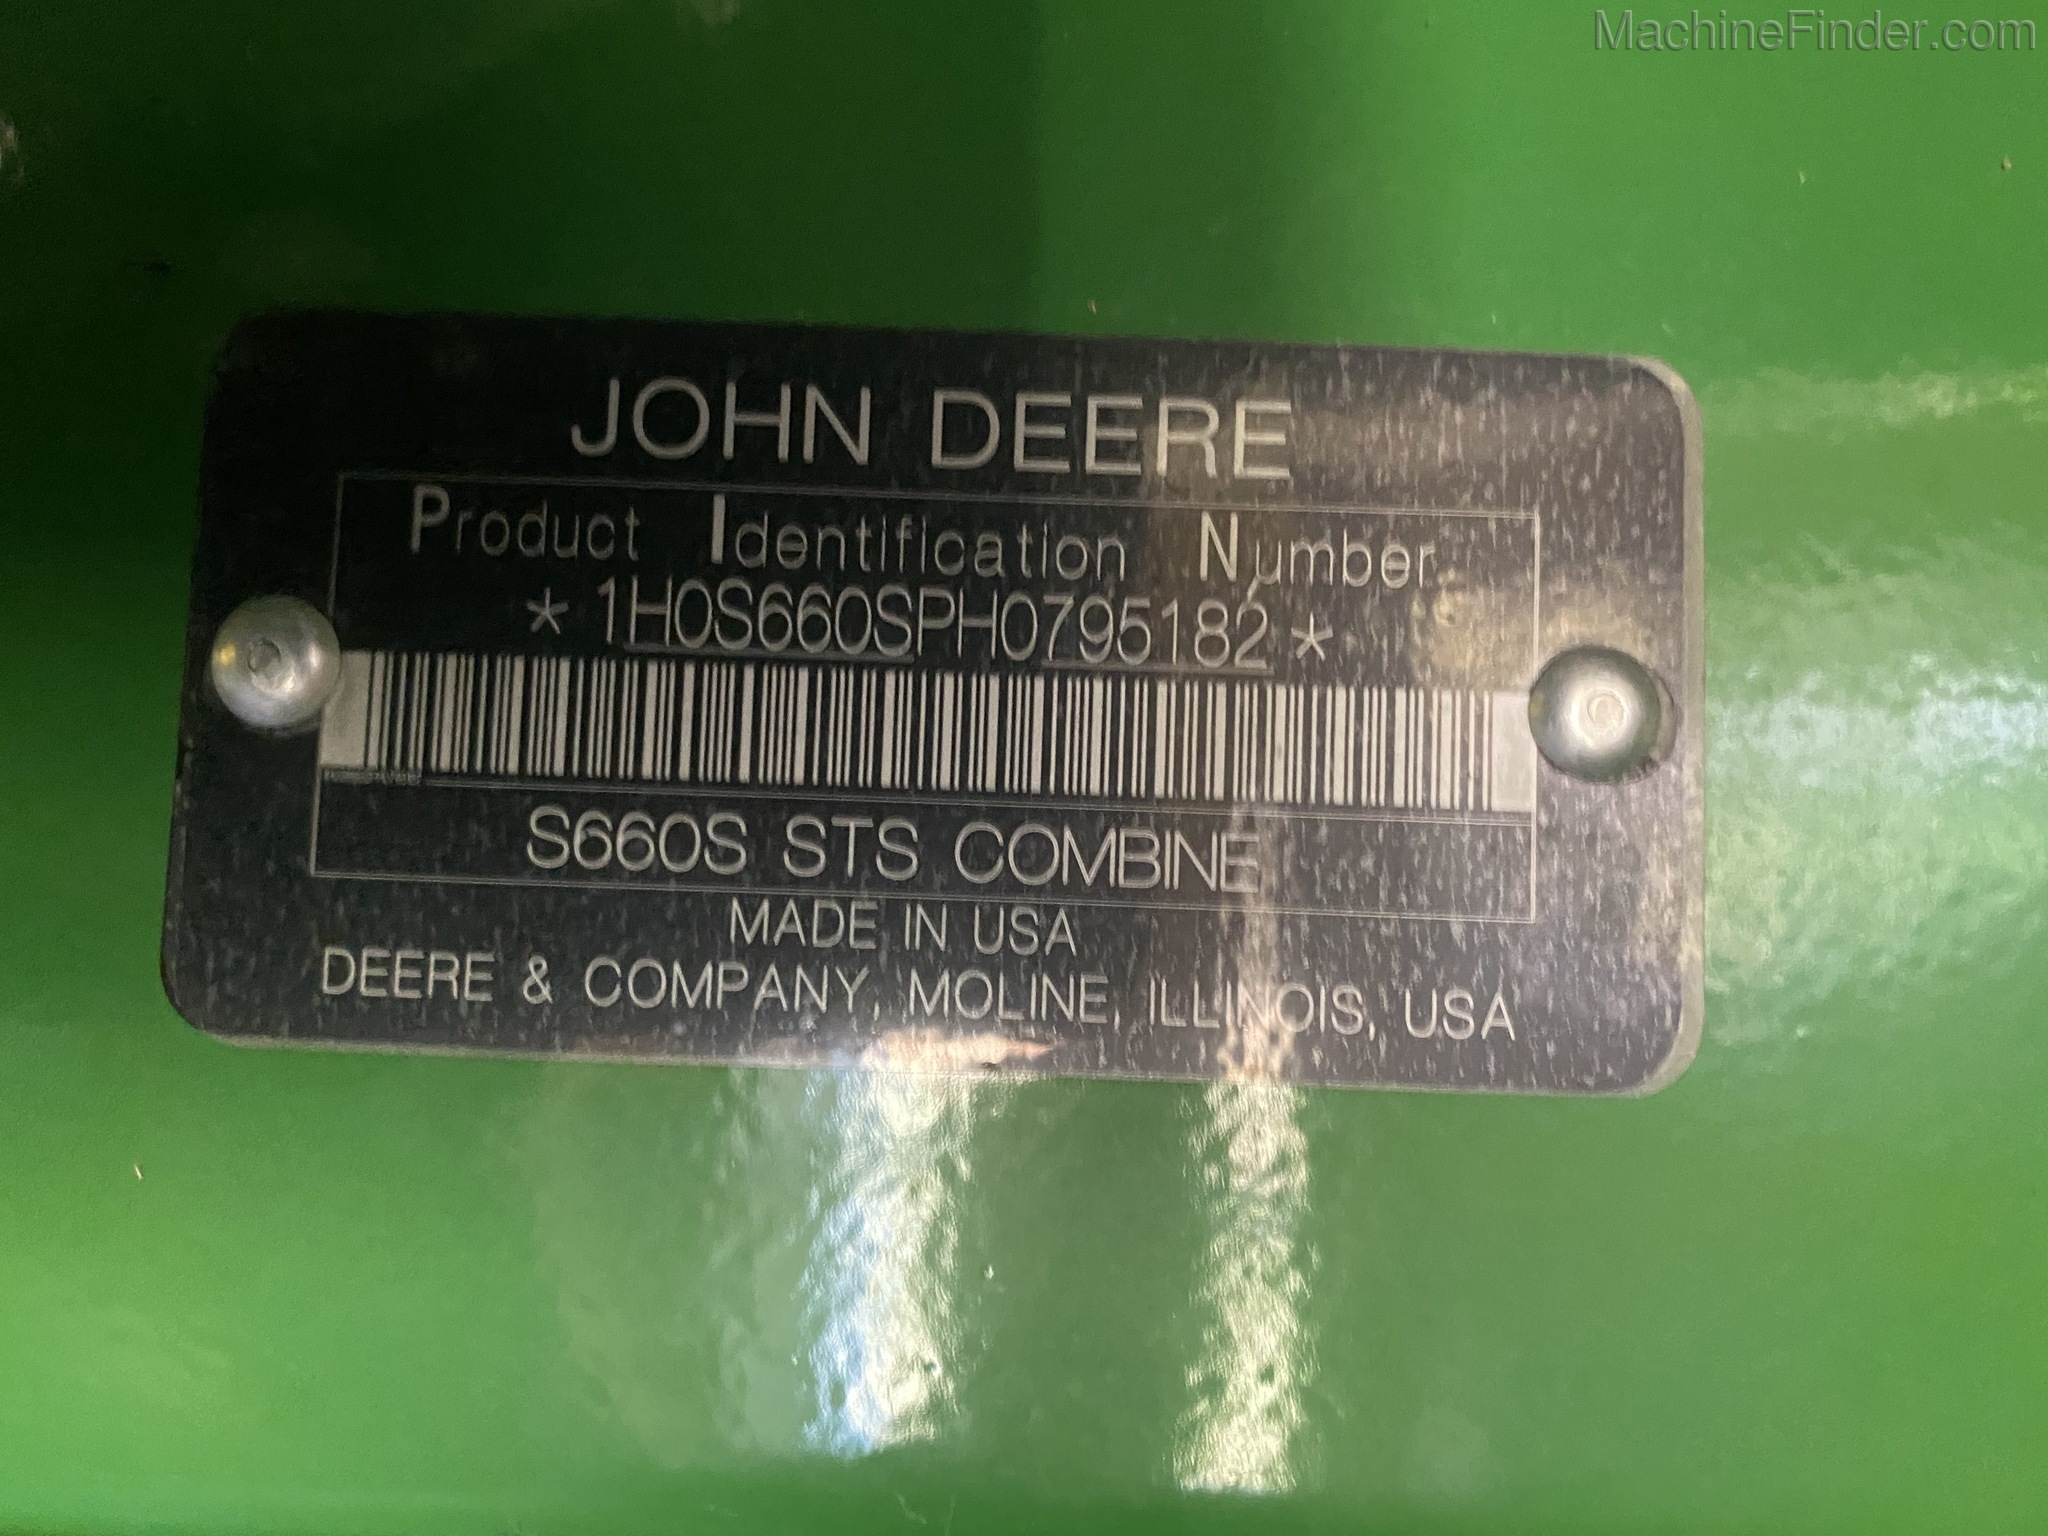 MachineFinder.com
JOHN DEERE
Product Identification Number
* 1H0S660SPH0795182 *
S660S STS COMBINE
MADE IN USA
DEERE & COMPANY, MOLINE, ILLINOIS, USA